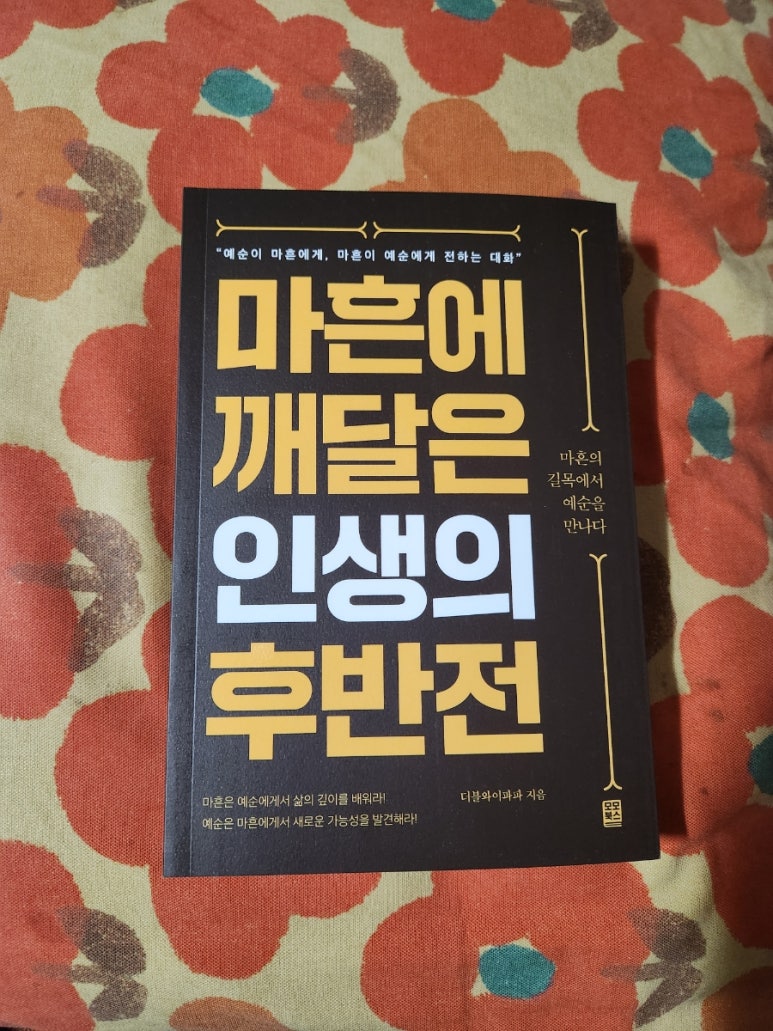 “예순이 마흔에게, 마흔이 예순에게 전하는 대화”
마흔에
깨달은
인생의
후반전
마흔의
길목에서
예순을
만나다
마흔은 예순에게서 삶의 깊이를 배워라!
예순은 마흔에게서 새로운 가능성을 발견해라!
더블와이파파 지음
모모
북스